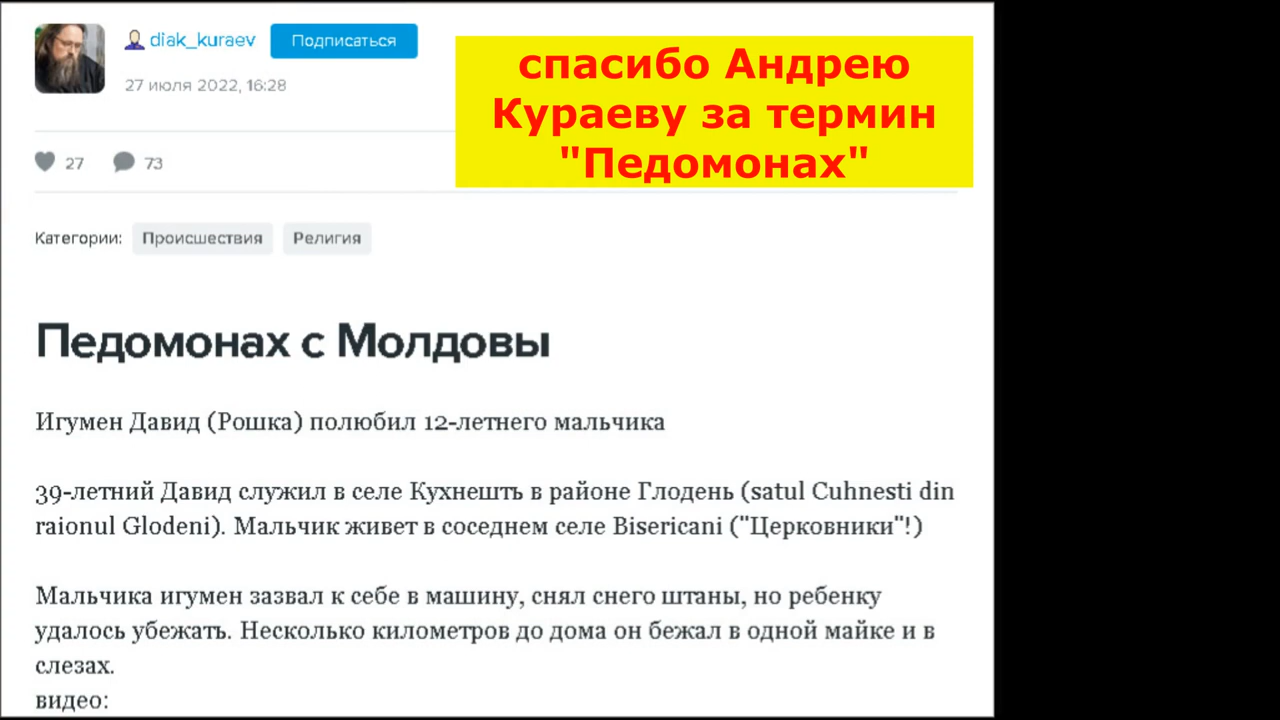 diak_kuraev
Подписаться
27 июля 2022, 16:28
спасибо Андрею
Кураеву за термин
"Педомонах"
27 73
Категории: Происшествия Религия
Педомонах с Молдовы
Игумен Давид (Рошка) полюбил 12-летнего мальчика
39-летний Давид служил в селе Кухнешть в районе Глодень (satul Cuhnesti din
raionul Glodeni). Мальчик живет в соседнем селе Bisericani ("Церковники"!)
Мальчика игумен зазвал к себе в машину, снял снего штаны, но ребенку
удалось убежать. Несколько километров до дома он бежал в одной майке и в
слезах.
видео: